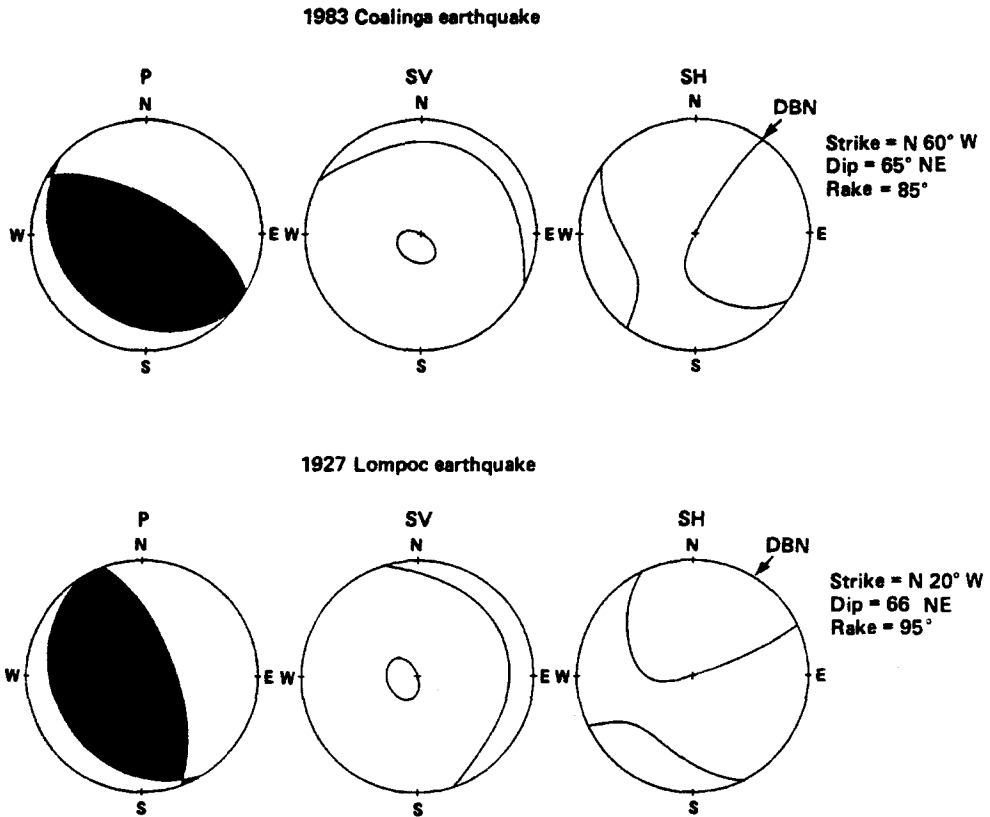 1983 Coalinga earthquake
P
SV
SH
N
N
N
DBN
Strike = N 60° W
Dip = 65° NE
Rake = 85°
W
E
W
E
W
E
S
S
S
1927 Lompoc earthquake
P
SV
SH
N
N
N
DBN
Strike = N 20° W
Dip = 66 NE
Rake = 95°
W
E
W
E
W
E
S
S
S